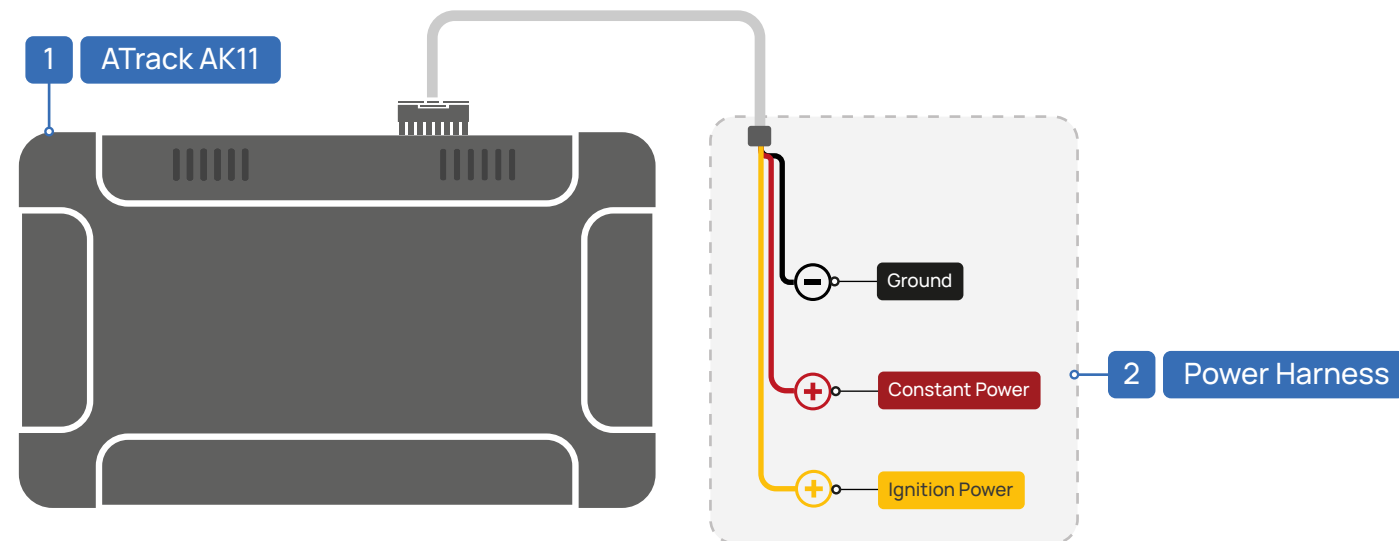 1 ATrack AK11
Ground
Constant Power
2 Power Harness
Ignition Power